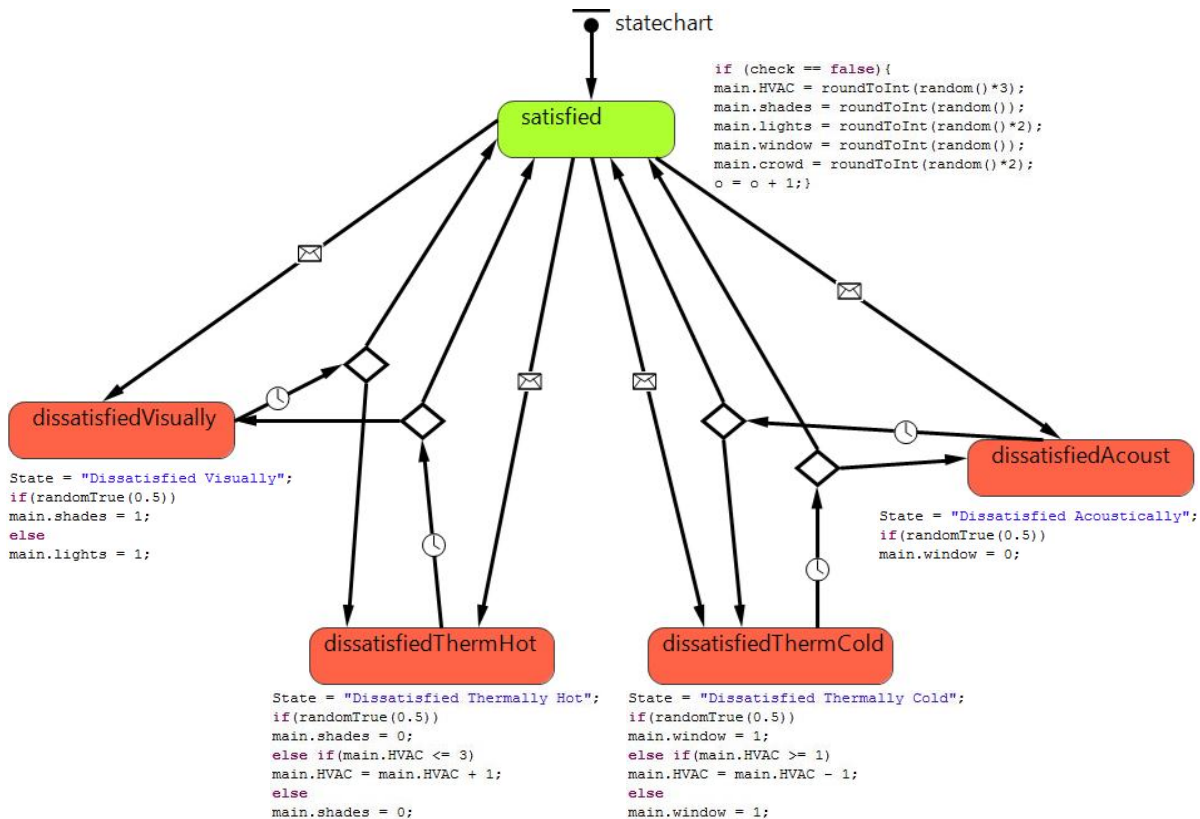 statechart
if (check == false){
main.HVAC = roundToInt(random()*3);
main.shades = roundToInt(random());
main.lights = roundToInt(random()*2);
main.window = roundToInt(random());
main.crowd = roundToInt(random()*2);
o = o + 1;}
satisfied
dissatisfiedVisually
State = "Dissatisfied Visually";
if(randomTrue(0.5))
main.shades = 1;
else
main.lights = 1;
dissatisfiedAcoust
State = "Dissatisfied Acoustically";
if(randomTrue(0.5))
main.window = 0;
dissatisfiedThermHot
State = "Dissatisfied Thermally Hot";
if(randomTrue(0.5))
main.shades = 0;
else if(main.HVAC <= 3)
main.HVAC = main.HVAC + 1;
else
main.shades = 0;
dissatisfiedThermCold
State = "Dissatisfied Thermally Cold";
if(randomTrue(0.5))
main.window = 1;
else if(main.HVAC >= 1)
main.HVAC = main.HVAC - 1;
else
main.window = 1;